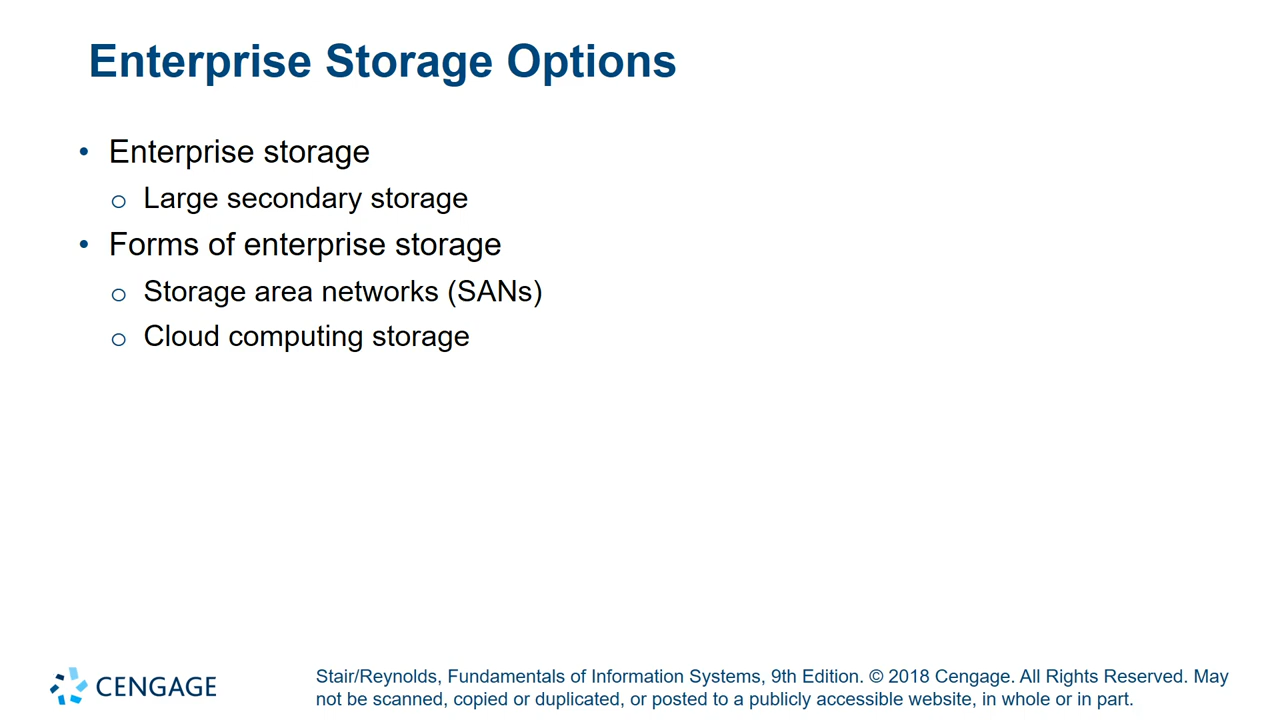 Enterprise Storage Options
• Enterprise storage
o Large secondary storage
• Forms of enterprise storage
o Storage area networks (SANs)
o Cloud computing storage
CENGAGE
Stair/Reynolds, Fundamentals of Information Systems, 9th Edition. © 2018 Cengage. All Rights Reserved. May
not be scanned, copied or duplicated, or posted to a publicly accessible website, in whole or in part.